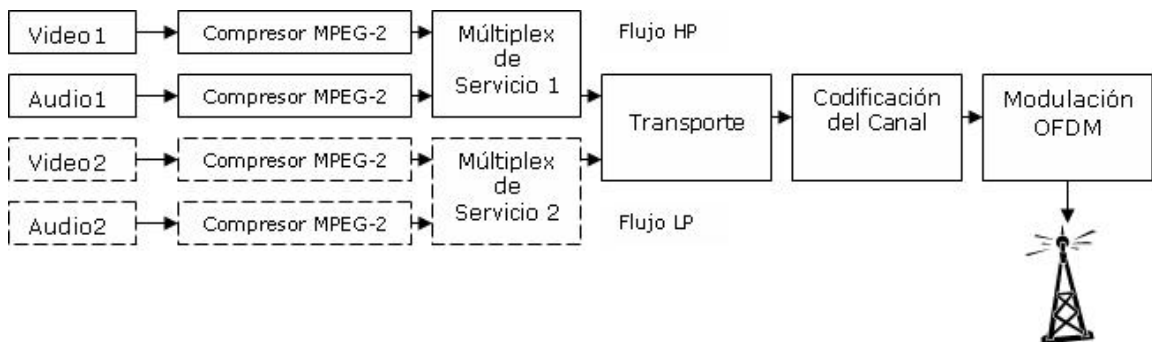 Video1
Compresor MPEG-2
Múltiplex
de
Servicio 1
Flujo HP
Audio1
Compresor MPEG-2
Transporte
Codificación
del Canal
Modulación
OFDM
Video2
Compresor MPEG-2
Múltiplex
de
Servicio 2
Audio2
Compresor MPEG-2
Flujo LP